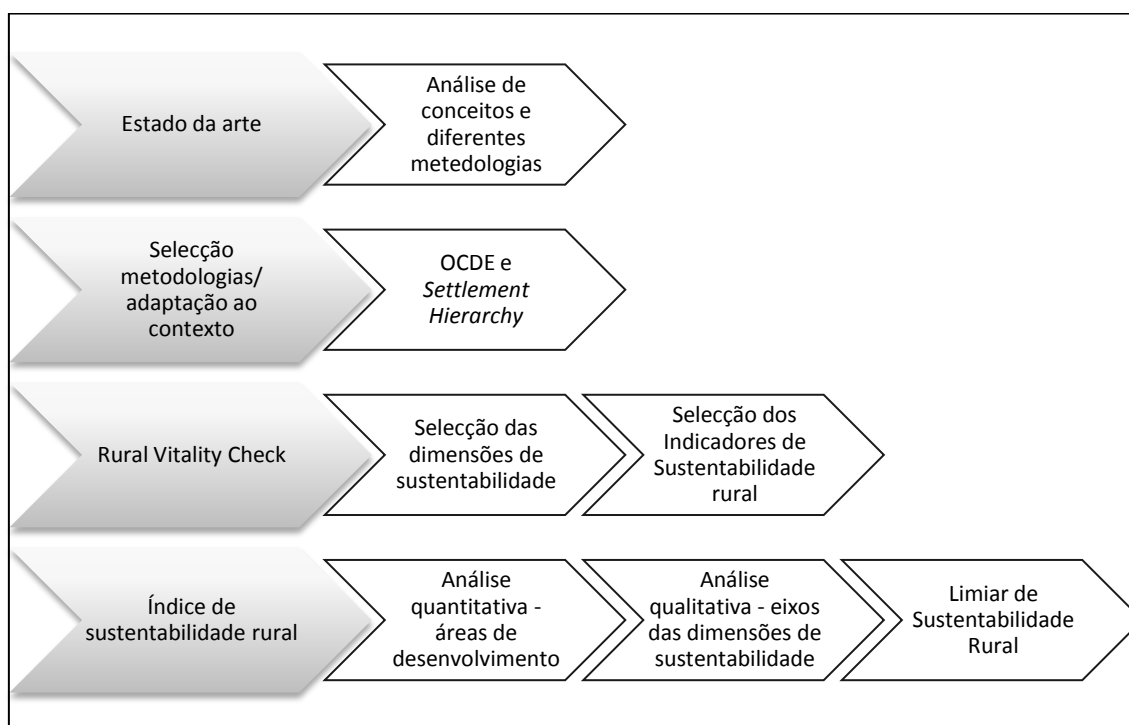 Estado da arte
Análise de
conceitos e
diferentes
metedologias
Selecção
metodologias/
adaptação ao
contexto
OCDE e
Settlement
Hierarchy
Rural Vitality Check
Selecção das
dimensões de
sustentabilidade
Selecção dos
Indicadores de
Sustentabilidade
rural
Índice de
sustentabilidade rural
Análise
quantitativa -
áreas de
desenvolvimento
Análise
qualitativa - eixos
das dimensões de
sustentabilidade
Limiar de
Sustentabilidade
Rural